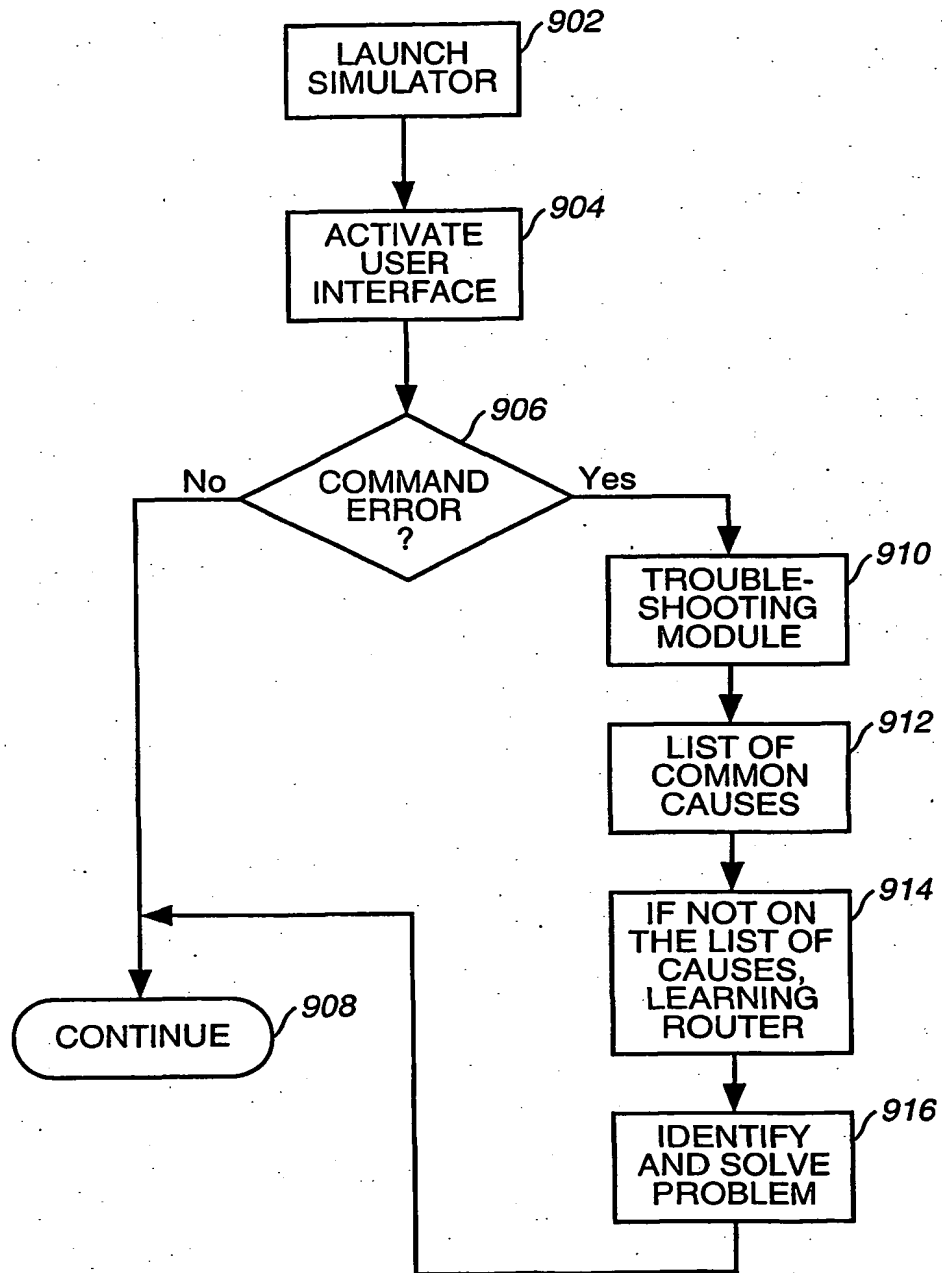 902
LAUNCH
SIMULATOR
904
ACTIVATE
USER
INTERFACE
906
No
COMMAND
ERROR
?
Yes
910
TROUBLE-
SHOOTING
MODULE
912
LIST OF
COMMON
CAUSES
914
IF NOT ON
THE LIST OF
CAUSES,
LEARNING
ROUTER
908
CONTINUE
916
IDENTIFY
AND SOLVE
PROBLEM